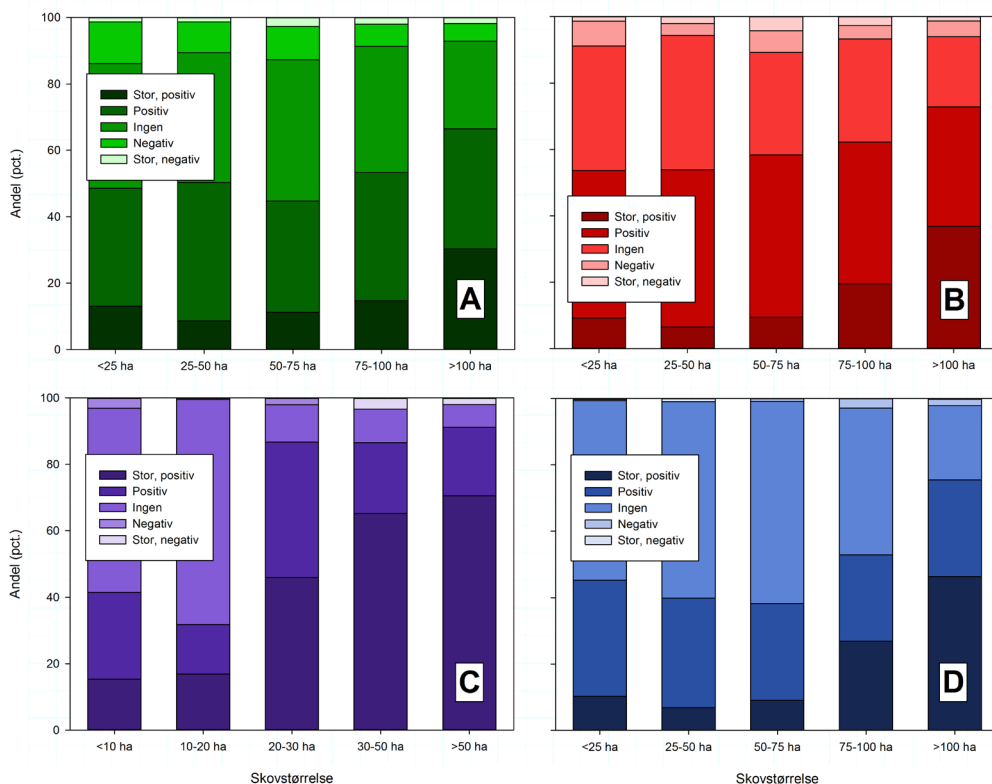 100
80
60
40
20
0
Andel (pct.)
Stor, positiv
Positiv
Ingen
Negativ
Stor, negativ
A
<25 ha
25-50 ha
50-75 ha
75-100 ha
>100 ha
Stor, positiv
Positiv
Ingen
Negativ
Stor, negativ
B
<25 ha
25-50 ha
50-75 ha
75-100 ha
>100 ha
100
80
60
40
20
0
Andel (pct.)
Stor, positiv
Positiv
Ingen
Negativ
Stor, negativ
C
<10 ha
10-20 ha
20-30 ha
30-50 ha
>50 ha
Skovstørrelse
Stor, positiv
Positiv
Ingen
Negativ
Stor, negativ
D
<25 ha
25-50 ha
50-75 ha
75-100 ha
>100 ha
Skovstørrelse